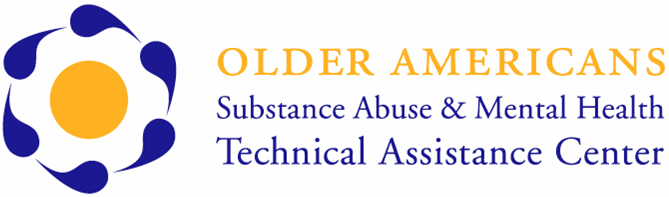 OLDER AMERICANS
Substance Abuse & Mental Health
Technical Assistance Center